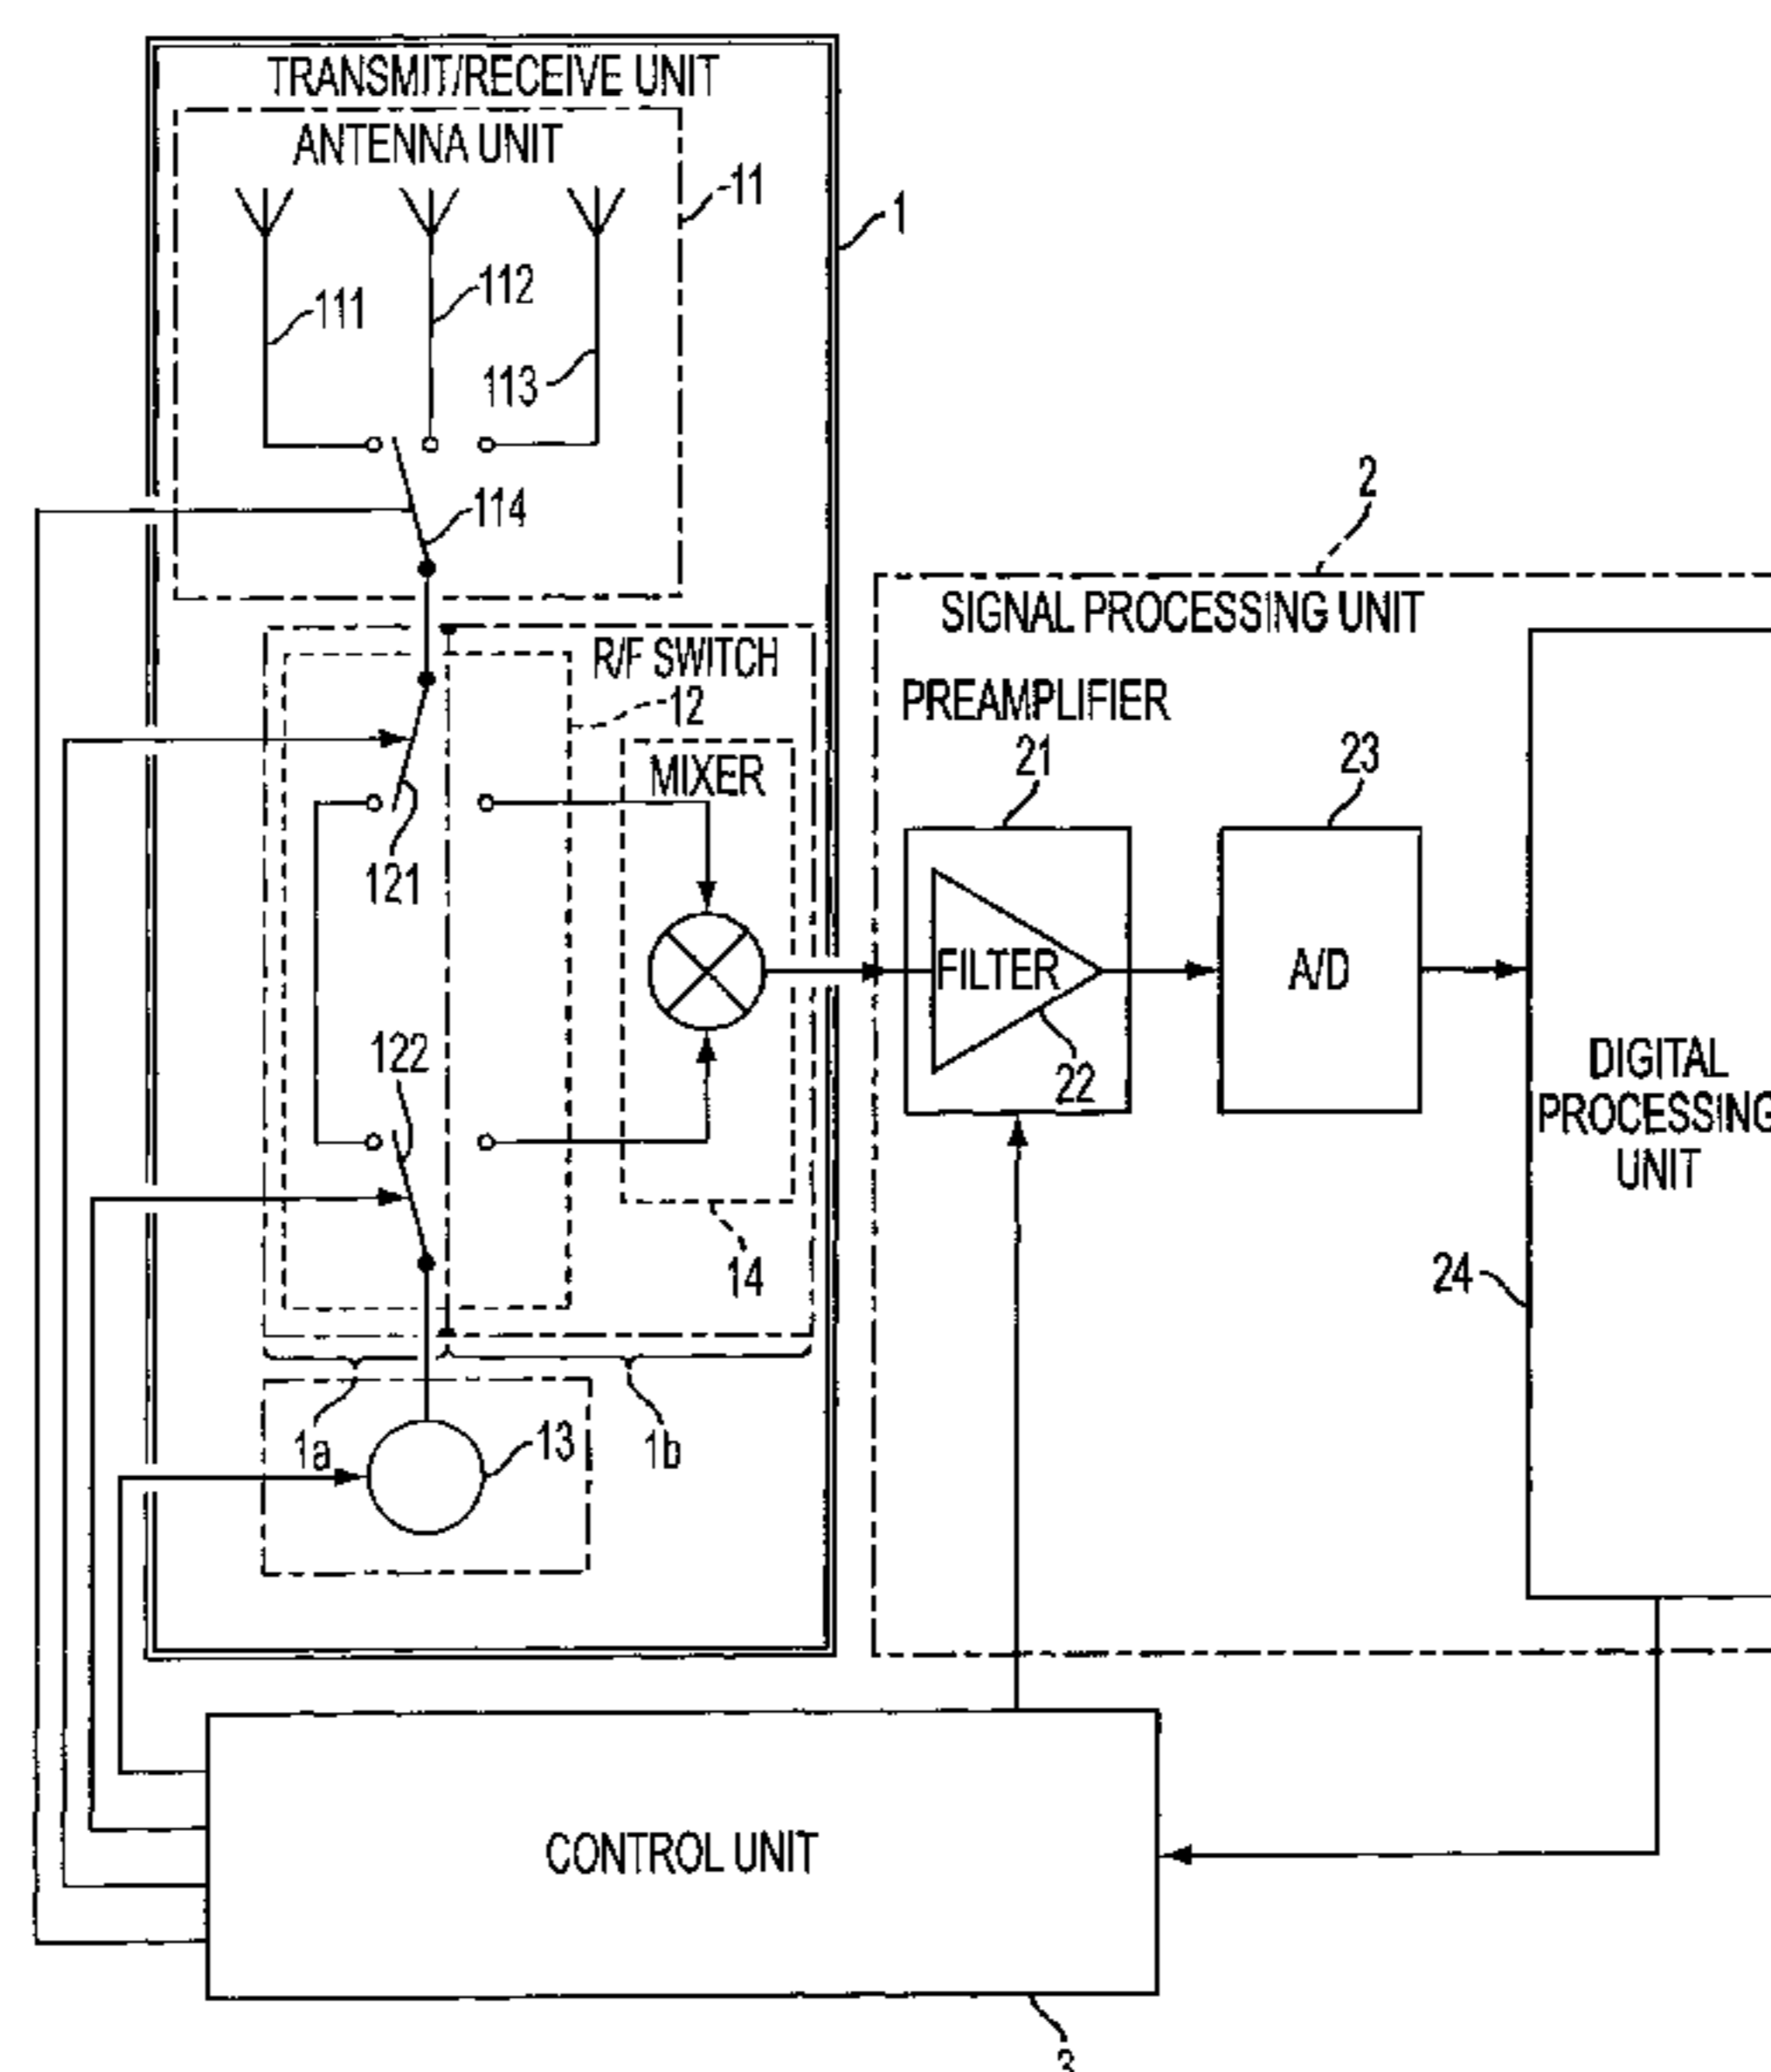 TRANSMIT/RECEIVE UNIT
ANTENNA UNIT
11
1
111
112
113
114
2
SIGNAL PROCESSING UNIT
R/F SWITCH
12
PREAMPLIFIER
21
23
MIXER
121
FILTER
A/D
122
22
DIGITAL
PROCESSING
UNIT
14
24
1a
13
1b
CONTROL UNIT
3